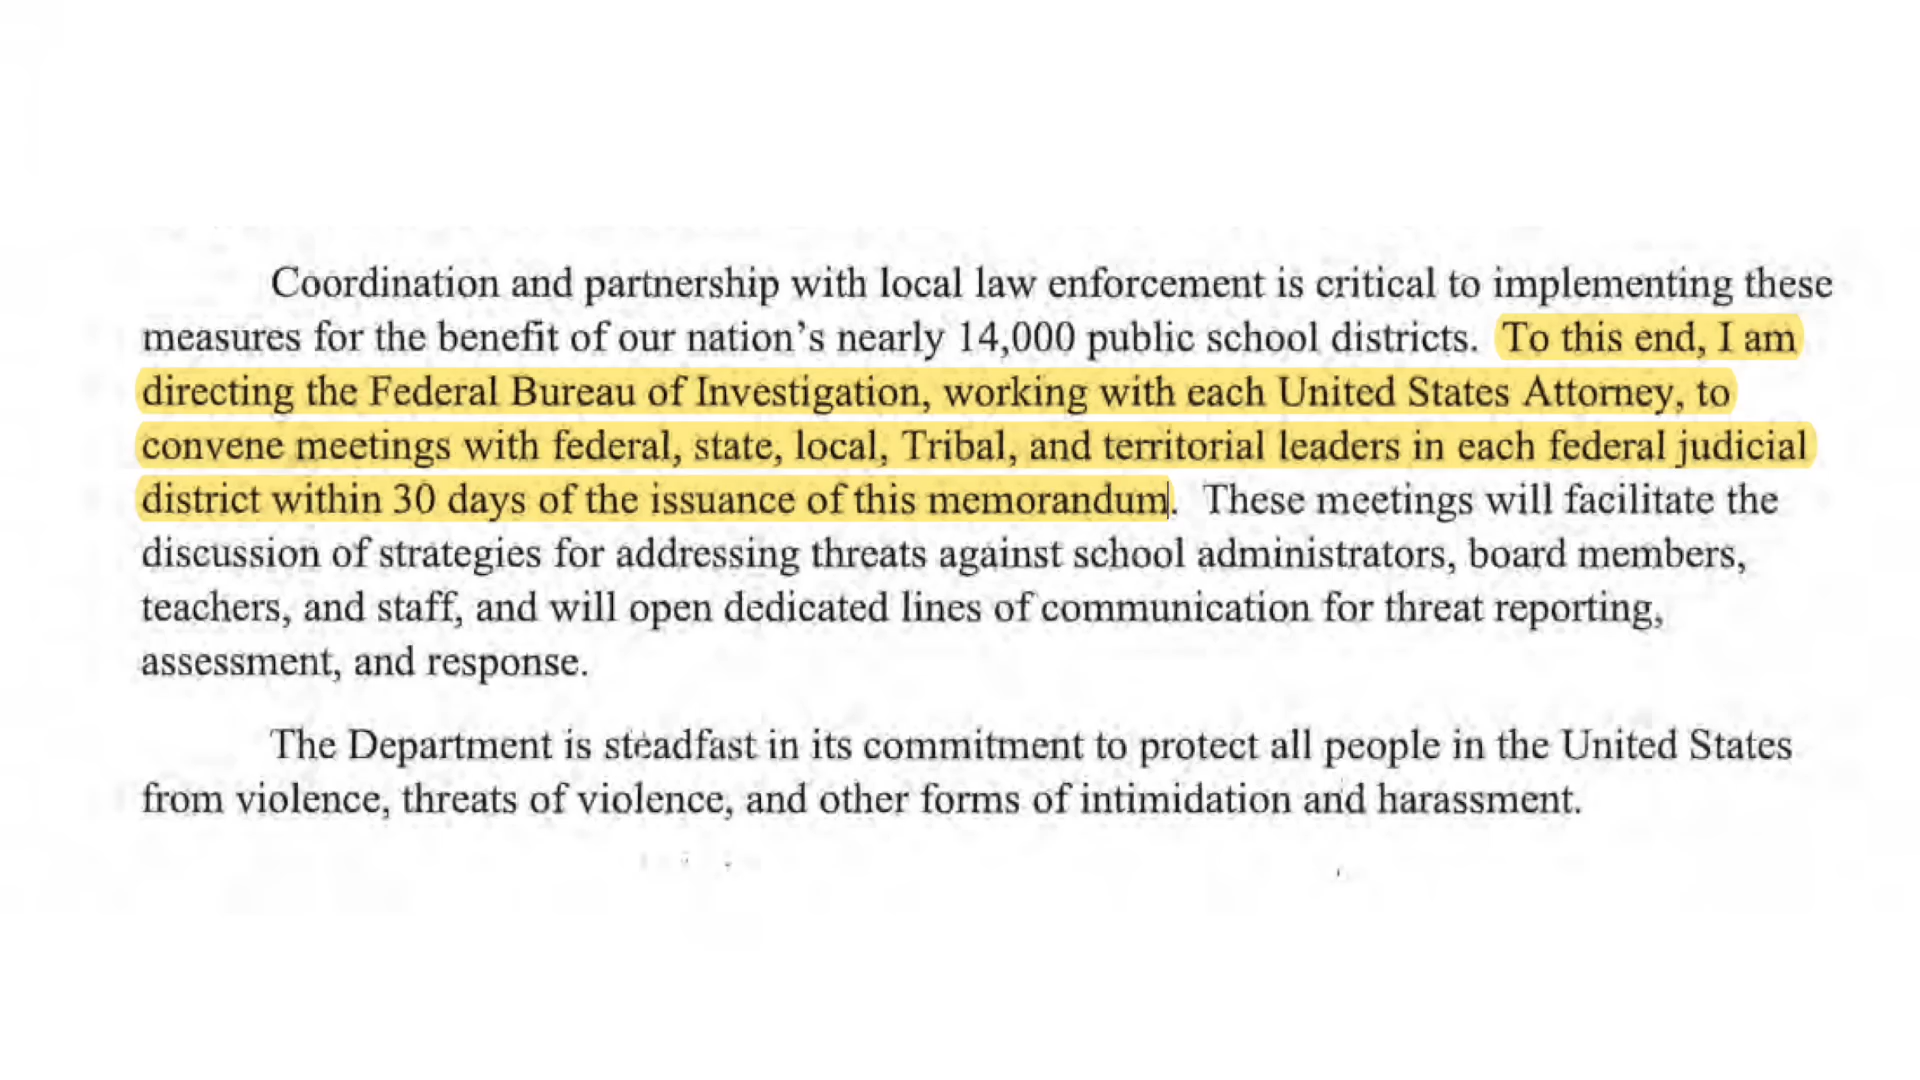 Coordination and partnership with local law enforcement is critical to implementing these
measures for the benefit of our nation's nearly 14,000 public school districts. To this end, I am
directing the Federal Bureau of Investigation, working with each United States Attorney, to
convene meetings with federal, state, local, Tribal, and territorial leaders in each federal judicial
district within 30 days of the issuance of this memorandum. These meetings will facilitate the
discussion of strategies for addressing threats against school administrators, board members,
teachers, and staff, and will open dedicated lines of communication for threat reporting,
assessment, and response.
The Department is steadfast in its commitment to protect all people in the United States
from violence, threats of violence, and other forms of intimidation and harassment.